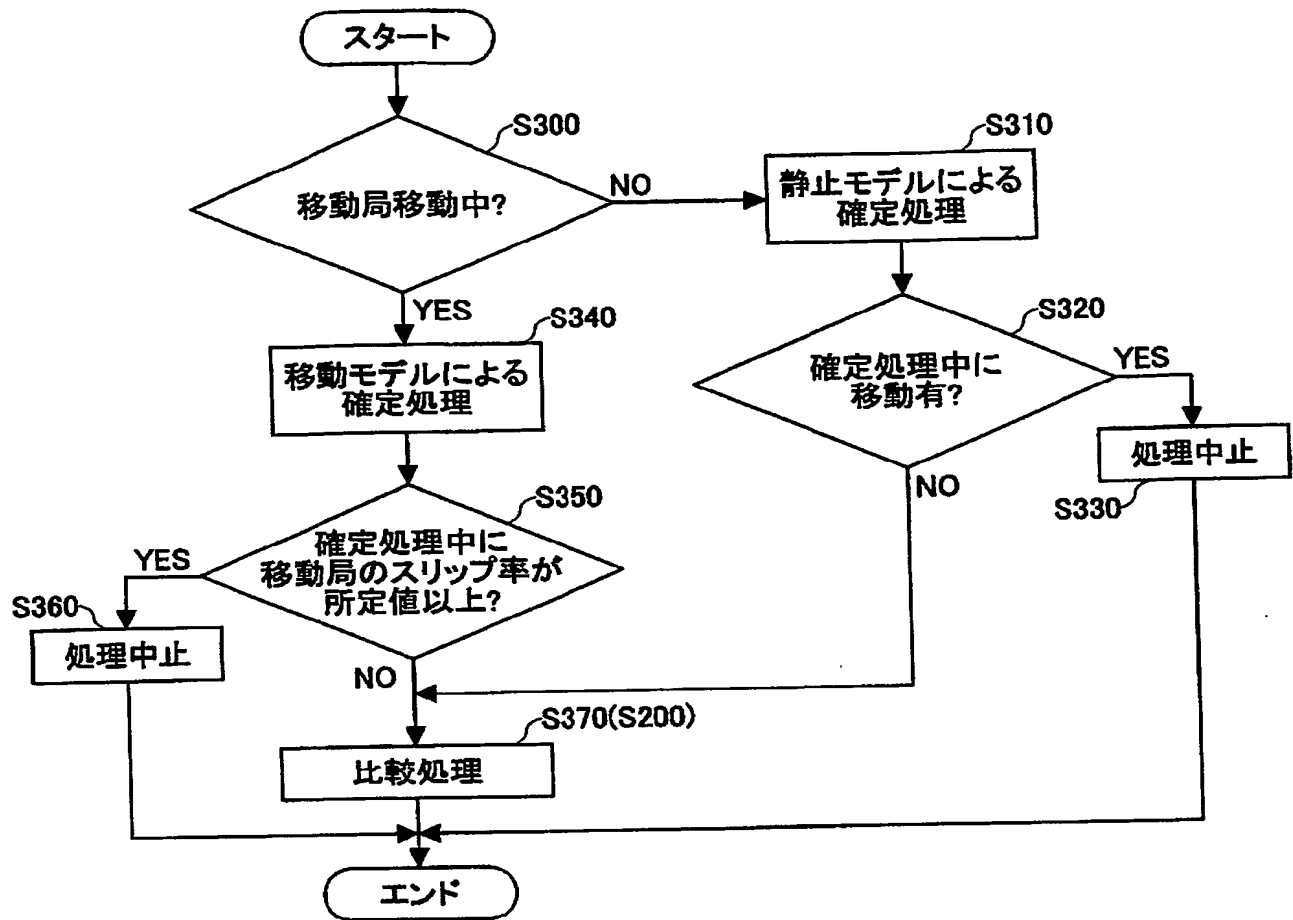 スタート
S300
移動局移動中?
NO
S310
静止モデルによる
確定処理
YES
S340
移動モデルによる
確定処理
S320
確定処理中に
移動有?
YES
処理中止
S330
NO
S350
確定処理中に
移動局のスリップ率が
所定値以上?
YES
S360
処理中止
NO
S370(S200)
比較処理
エンド